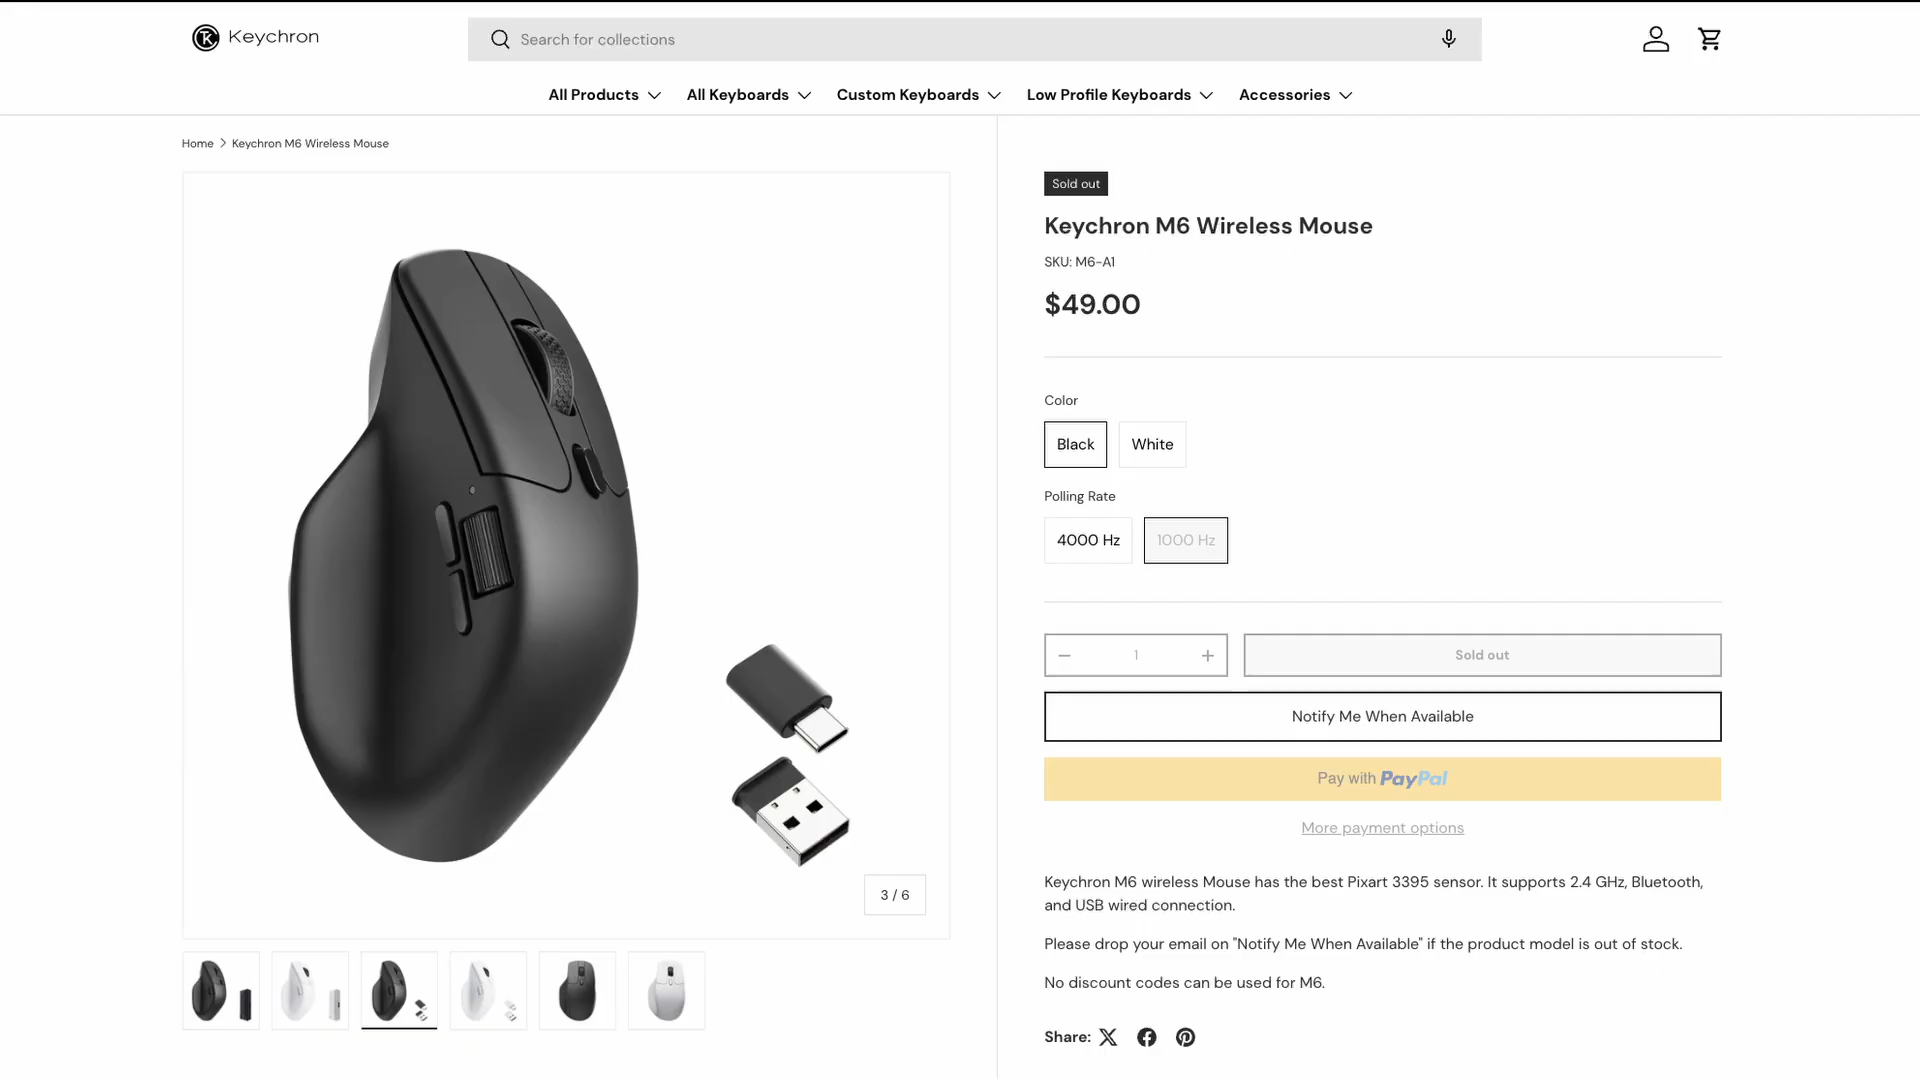 Keychron
Search for collections
All Products
All Keyboards
Custom Keyboards
Low Profile Keyboards
Accessories
Home
Keychron M6 Wireless Mouse
3 / 6
Sold out
Keychron M6 Wireless Mouse
SKU: M6-A1
$49.00
Color
Black
White
Polling Rate
4000 Hz
1000 Hz
1
Sold out
Notify Me When Available
Pay with PayPal
More payment options
Keychron M6 wireless Mouse has the best Pixart 3395 sensor. It supports 2.4 GHz, Bluetooth,
and USB wired connection.
Please drop your email on "Notify Me When Available" if the product model is out of stock.
No discount codes can be used for M6.
Share: